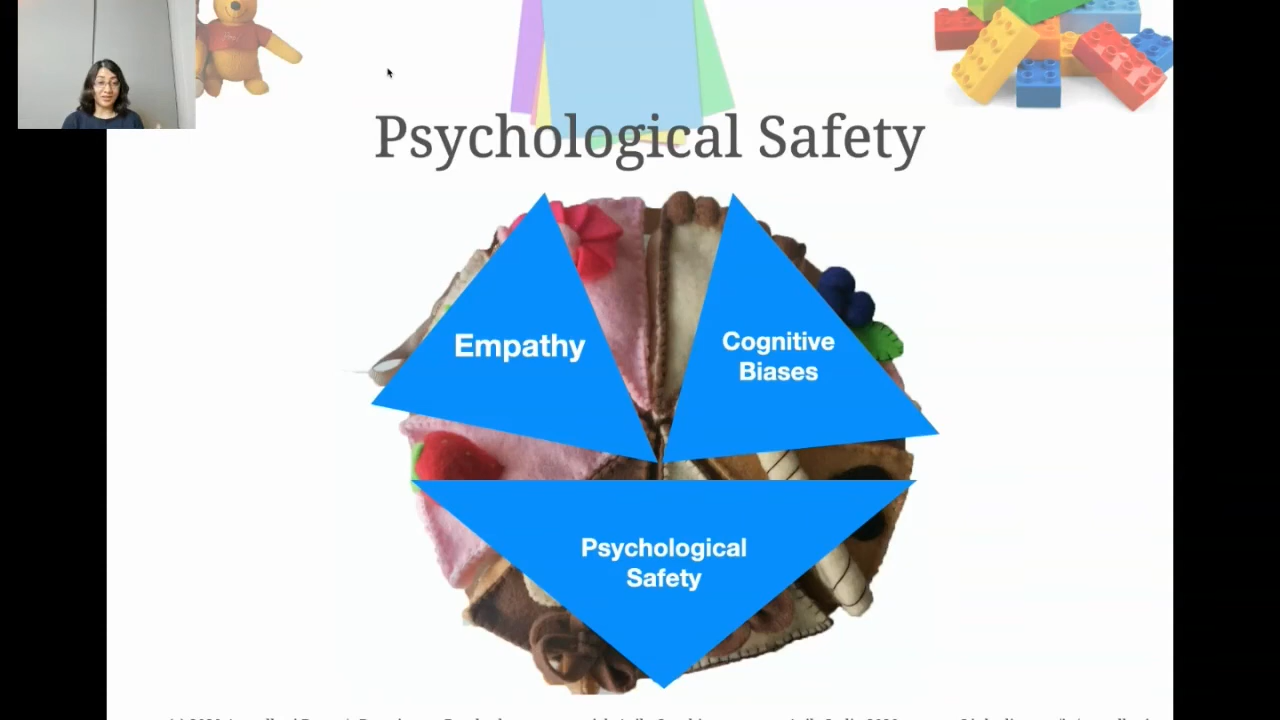 Psychological Safety
Empathy
Cognitive
Biases
Psychological
Safety